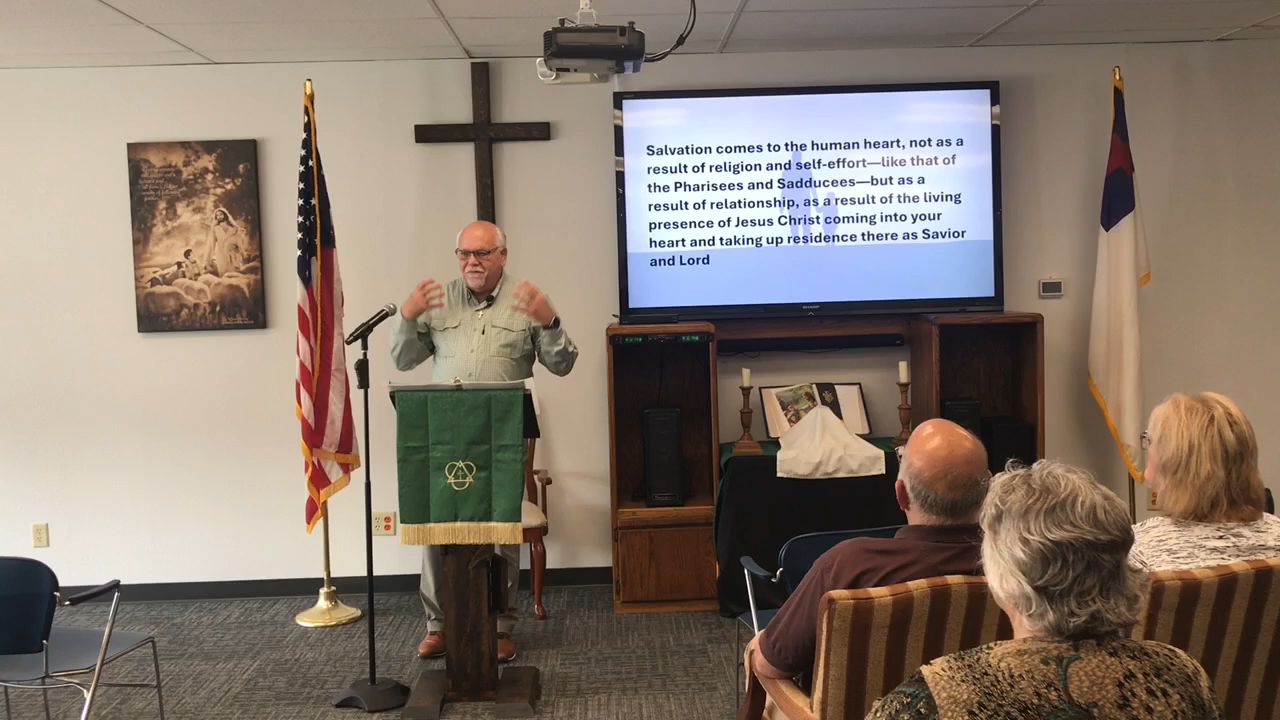 Salvation comes to the human heart, not as a
result of religion and self-effort—like that of
the Pharisees and Sadducees—but as a
result of relationship, as a result of the living
presence of Jesus Christ coming into your
heart and taking up residence there as Savior
and Lord
SHARP